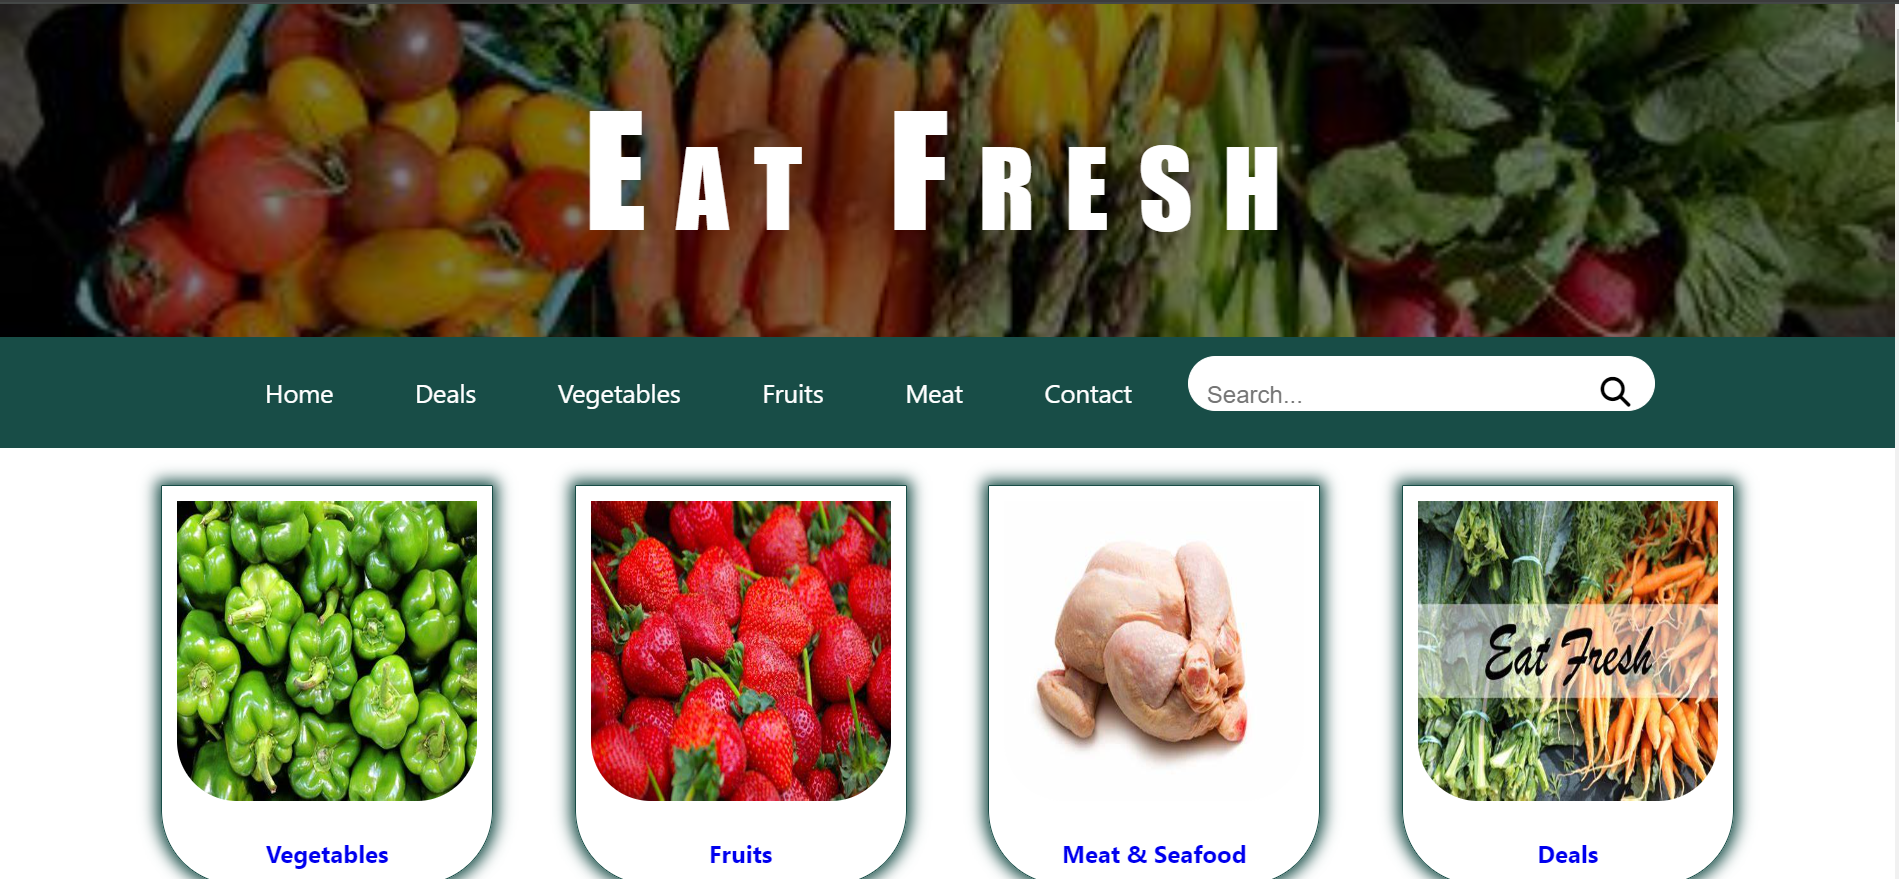 EAT FRESH
Home Deals Vegetables Fruits Meat Contact Search...
Eat Fresh
Vegetables Fruits Meat & Seafood Deals